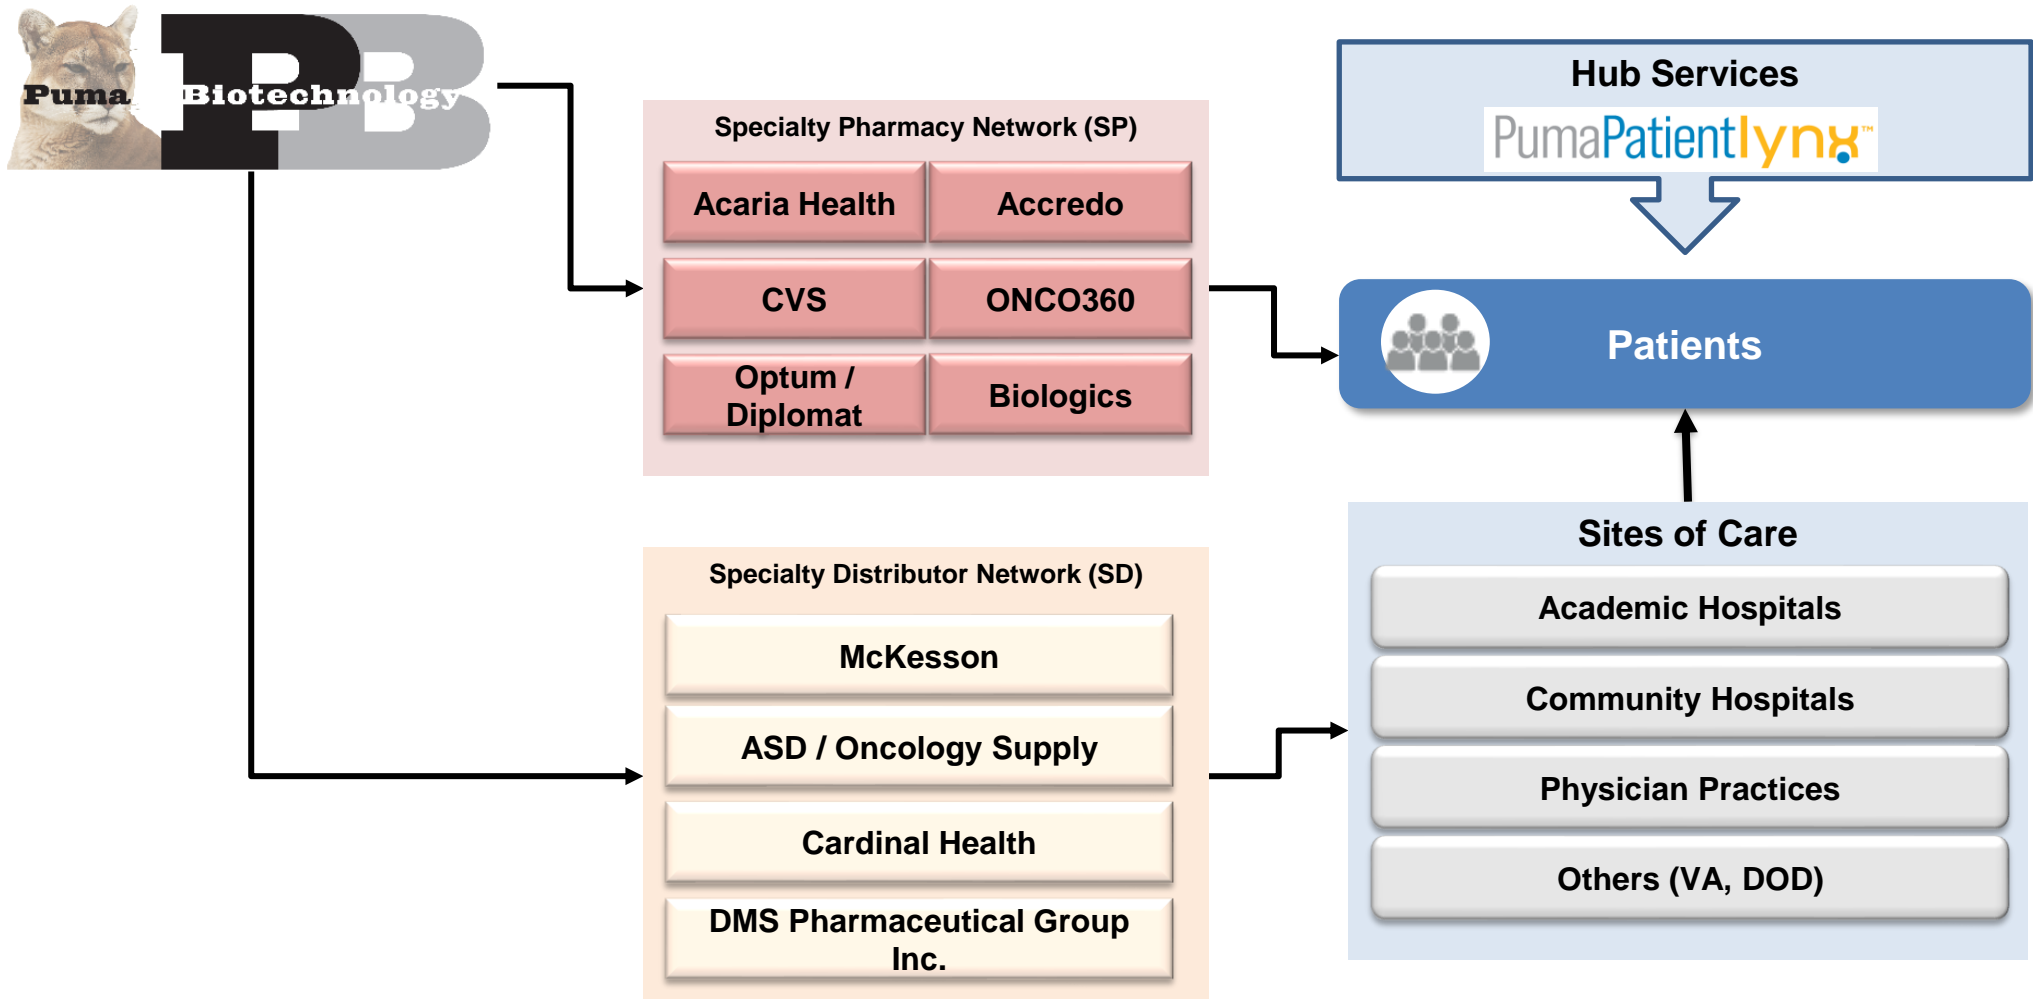 Puma Biotechnology
PB
Specialty Pharmacy Network (SP)
Acaria Health
Accredo
CVS
ONCO360
Optum /
Diplomat
Biologics
Specialty Distributor Network (SD)
McKesson
ASD / Oncology Supply
Cardinal Health
DMS Pharmaceutical Group
Inc.
Hub Services
PumaPatientlynx™
Patients
Sites of Care
Academic Hospitals
Community Hospitals
Physician Practices
Others (VA, DOD)